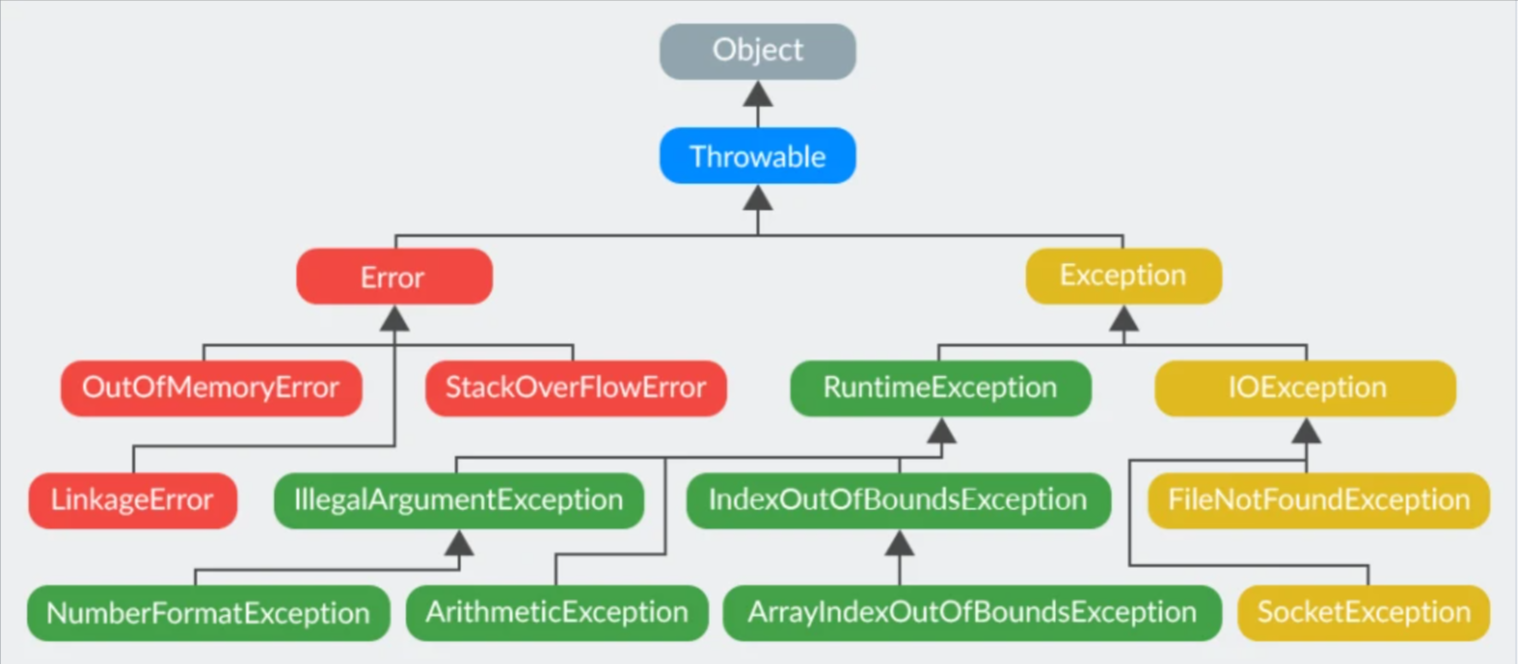 Object
Throwable
Error
Exception
OutOfMemoryError
StackOverFlowError
RuntimeException
IOException
LinkageError
IllegalArgumentException
IndexOutOfBoundsException
FileNotFoundException
NumberFormatException
ArithmeticException
ArrayIndexOutOfBoundsException
SocketException